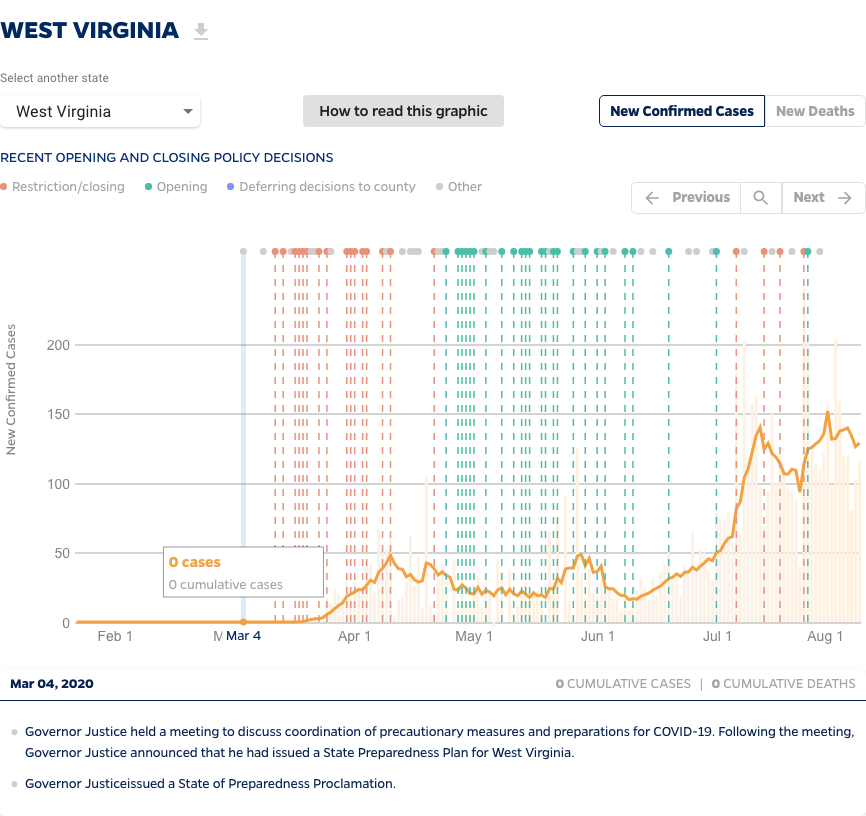 WEST VIRGINIA
Select another state
West Virginia
How to read this graphic
New Confirmed Cases
New Deaths
RECENT OPENING AND CLOSING POLICY DECISIONS
Restriction/closing
Opening
Deferring decisions to county
Other
Previous
Next
New Confirmed Cases
200
150
100
50
0
0 cases
0 cumulative cases
Feb 1
M
Mar 4
Apr 1
May 1
Jun 1
Jul 1
Aug 1
Mar 04, 2020
0 CUMULATIVE CASES | 0 CUMULATIVE DEATHS
Governor Justice held a meeting to discuss coordination of precautionary measures and preparations for COVID-19. Following the meeting,
Governor Justice announced that he had issued a State Preparedness Plan for West Virginia.
Governor Justiceissued a State of Preparedness Proclamation.